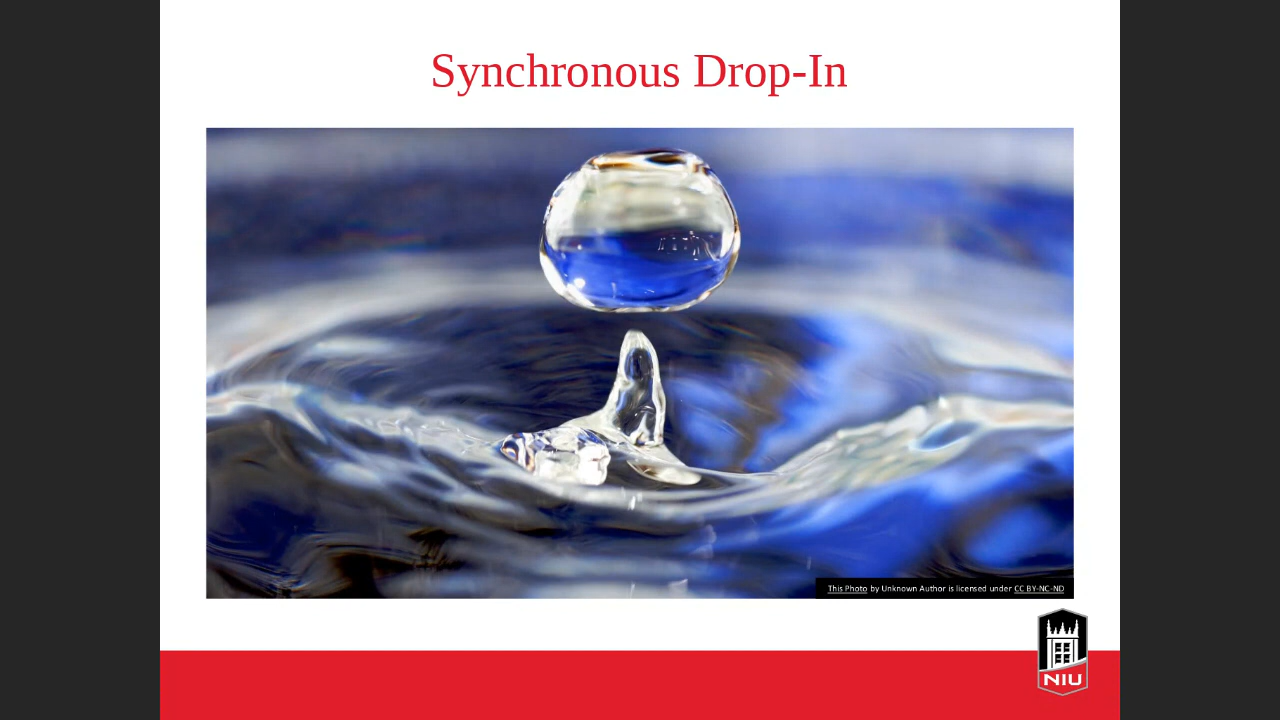 Synchronous Drop-In
This Photo by Unknown Author is licensed under CC BY-NC-ND
NIU